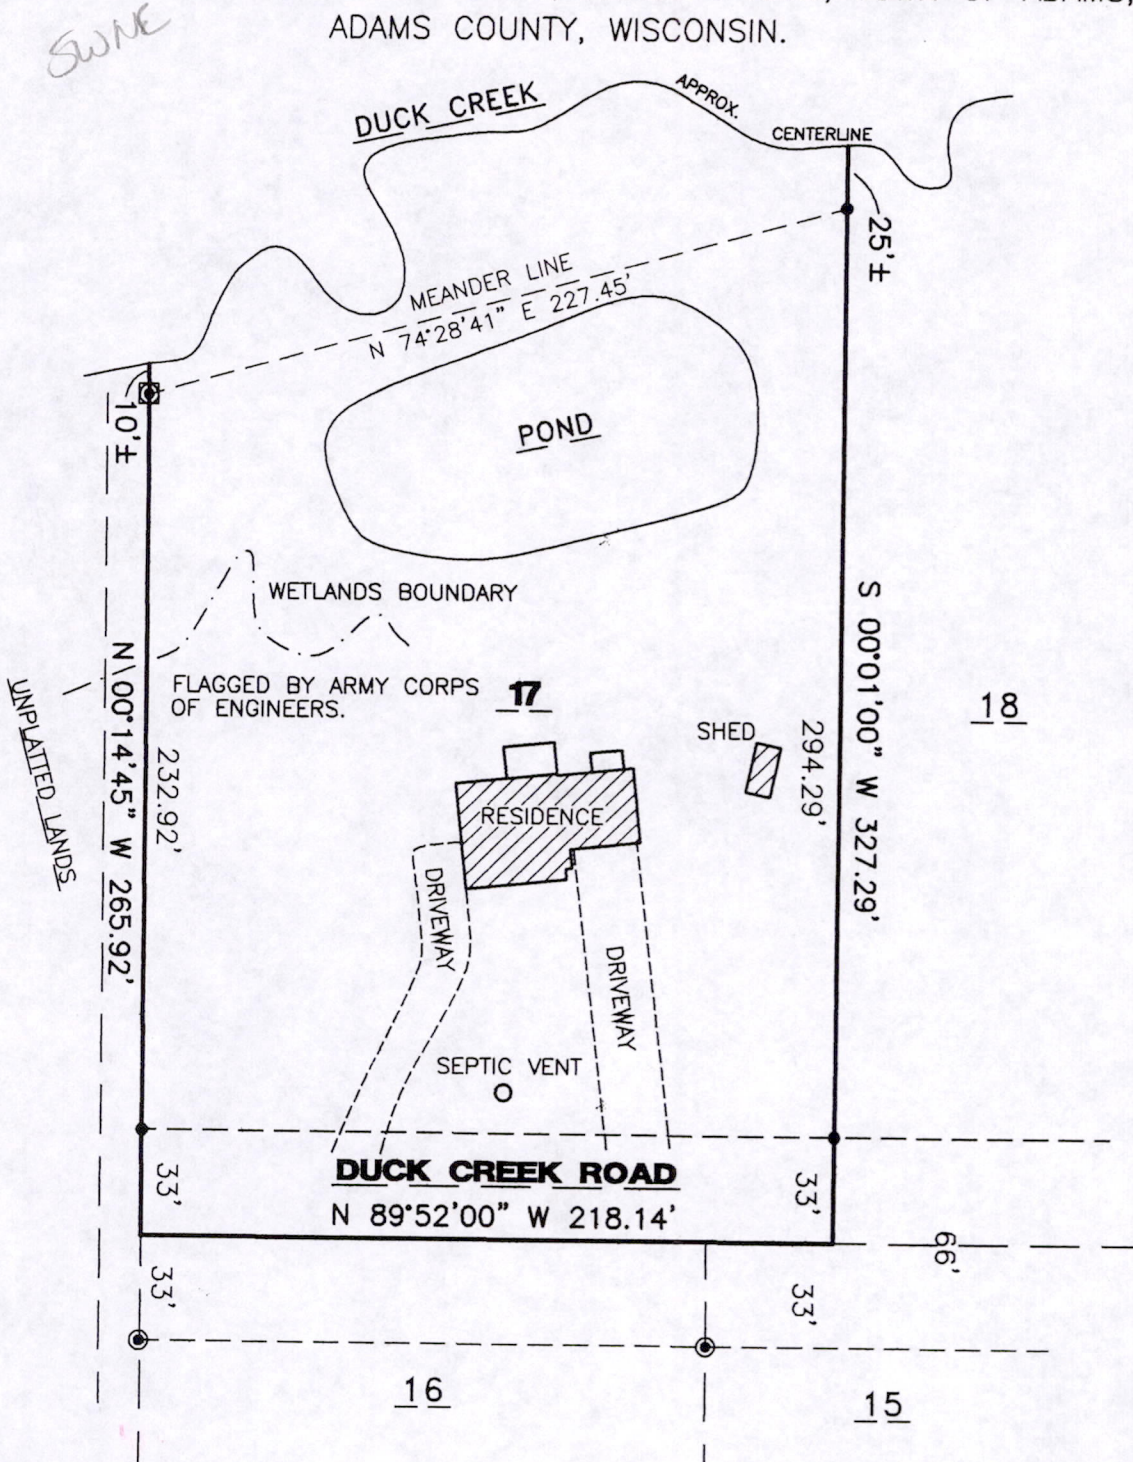 SWNE
ADAMS COUNTY, WISCONSIN.
DUCK CREEK
APPROX.
CENTERLINE
25'±
MEANDER LINE
N 74°28'41" E 227.45'
10'±
POND
WETLANDS BOUNDARY
FLAGGED BY ARMY CORPS
OF ENGINEERS.
17
18
UNPLATTED LANDS
N 00°14'45" W 265.92'
232.92'
SHED
294.29'
S 00°01'00" W 327.29'
RESIDENCE
DRIVEWAY
DRIVEWAY
SEPTIC VENT
DUCK CREEK ROAD
N 89°52'00" W 218.14'
33'
33'
66'
33'
33'
16
15